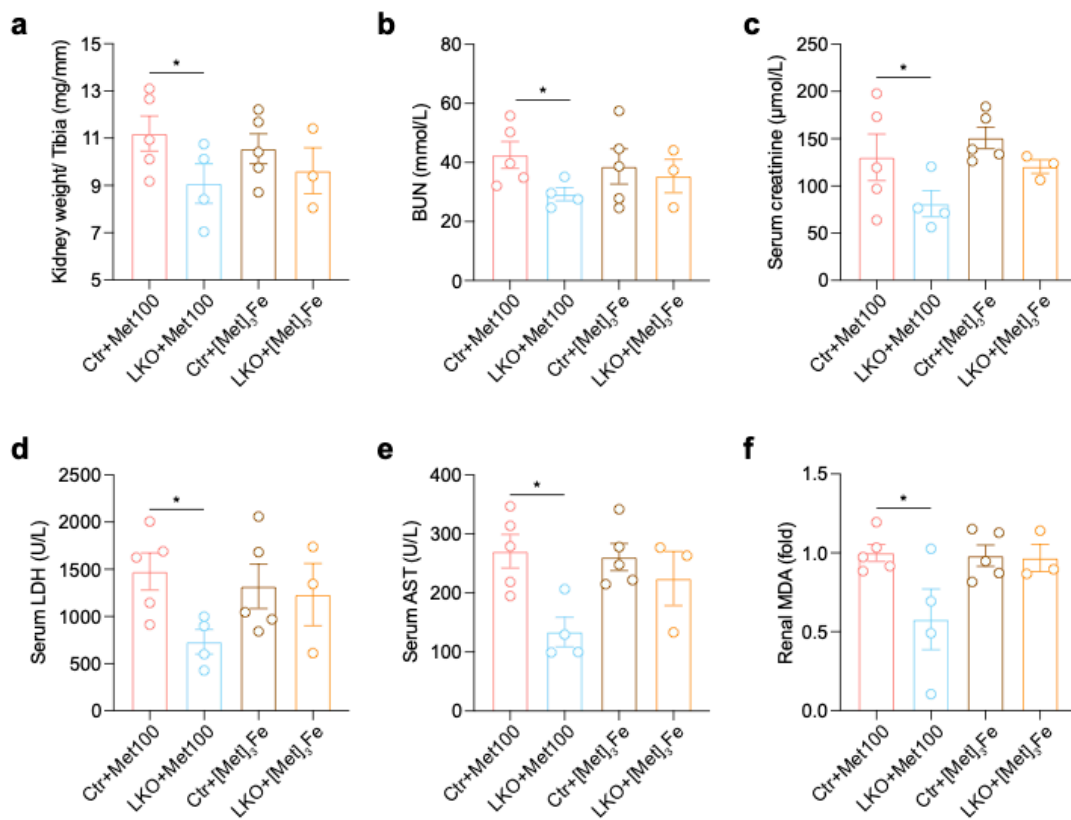 a
Kidney weight/ Tibia (mg/mm)
15
13
11
9
7
5
*
Ctr+Met100
LKO+Met100
Ctr+[Met]₃Fe
LKO+[Met]₃Fe
b
BUN (mmol/L)
80
60
40
20
0
*
Ctr+Met100
LKO+Met100
Ctr+[Met]₃Fe
LKO+[Met]₃Fe
c
Serum creatinine (μmol/L)
250
200
150
100
50
0
*
Ctr+Met100
LKO+Met100
Ctr+[Met]₃Fe
LKO+[Met]₃Fe
d
Serum LDH (U/L)
2500
2000
1500
1000
500
0
*
Ctr+Met100
LKO+Met100
Ctr+[Met]₃Fe
LKO+[Met]₃Fe
e
Serum AST (U/L)
400
300
200
100
0
*
Ctr+Met100
LKO+Met100
Ctr+[Met]₃Fe
LKO+[Met]₃Fe
f
Renal MDA (fold)
1.5
1.0
0.5
0.0
*
Ctr+Met100
LKO+Met100
Ctr+[Met]₃Fe
LKO+[Met]₃Fe